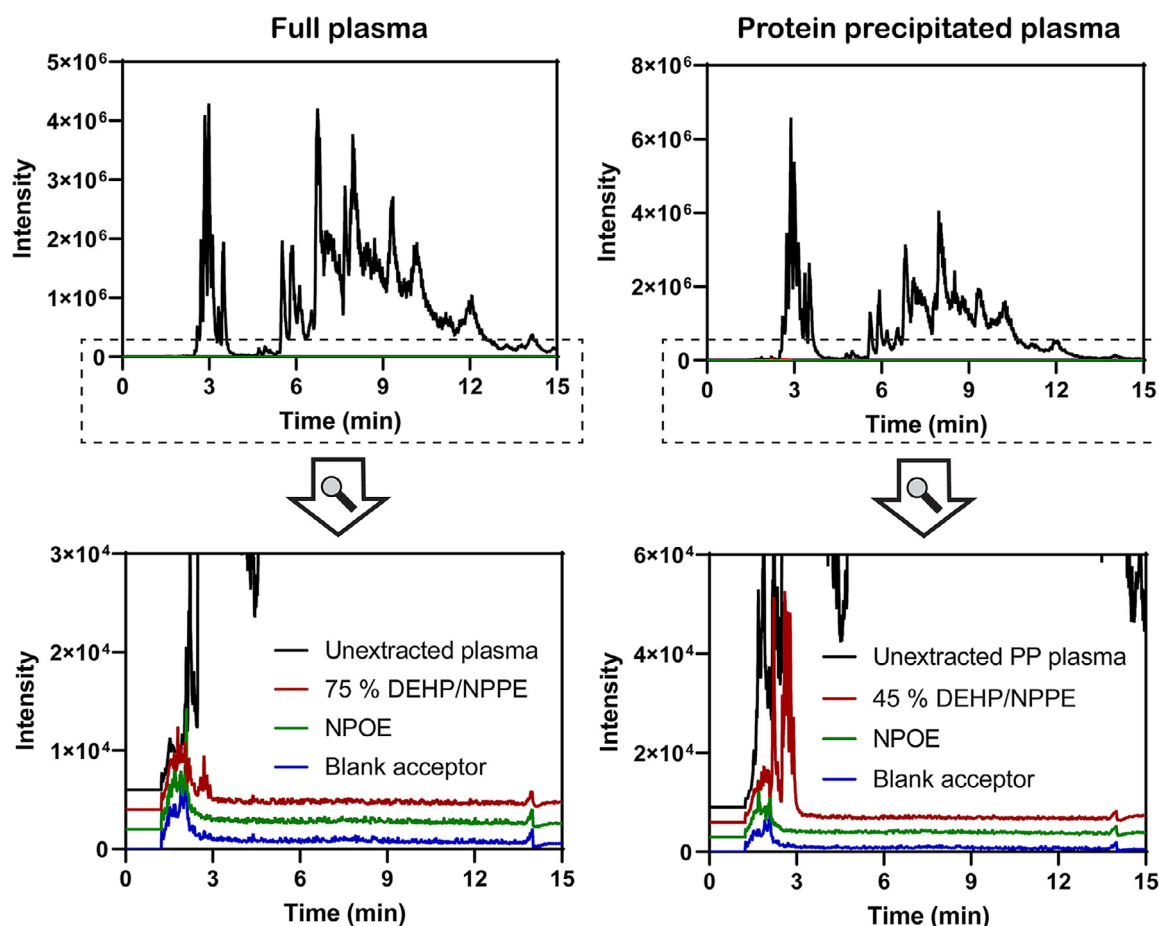 Full plasma
5×10⁶
4×10⁶
3×10⁶
2×10⁶
1×10⁶
0
Intensity
0 3 6 9 12 15
Time (min)
Protein precipitated plasma
8×10⁶
6×10⁶
4×10⁶
2×10⁶
0
Intensity
0 3 6 9 12 15
Time (min)
3×10⁴
2×10⁴
1×10⁴
0
Intensity
Unextracted plasma
75 % DEHP/NPPE
NPOE
Blank acceptor
0 3 6 9 12 15
Time (min)
6×10⁴
4×10⁴
2×10⁴
0
Intensity
Unextracted PP plasma
45 % DEHP/NPPE
NPOE
Blank acceptor
0 3 6 9 12 15
Time (min)